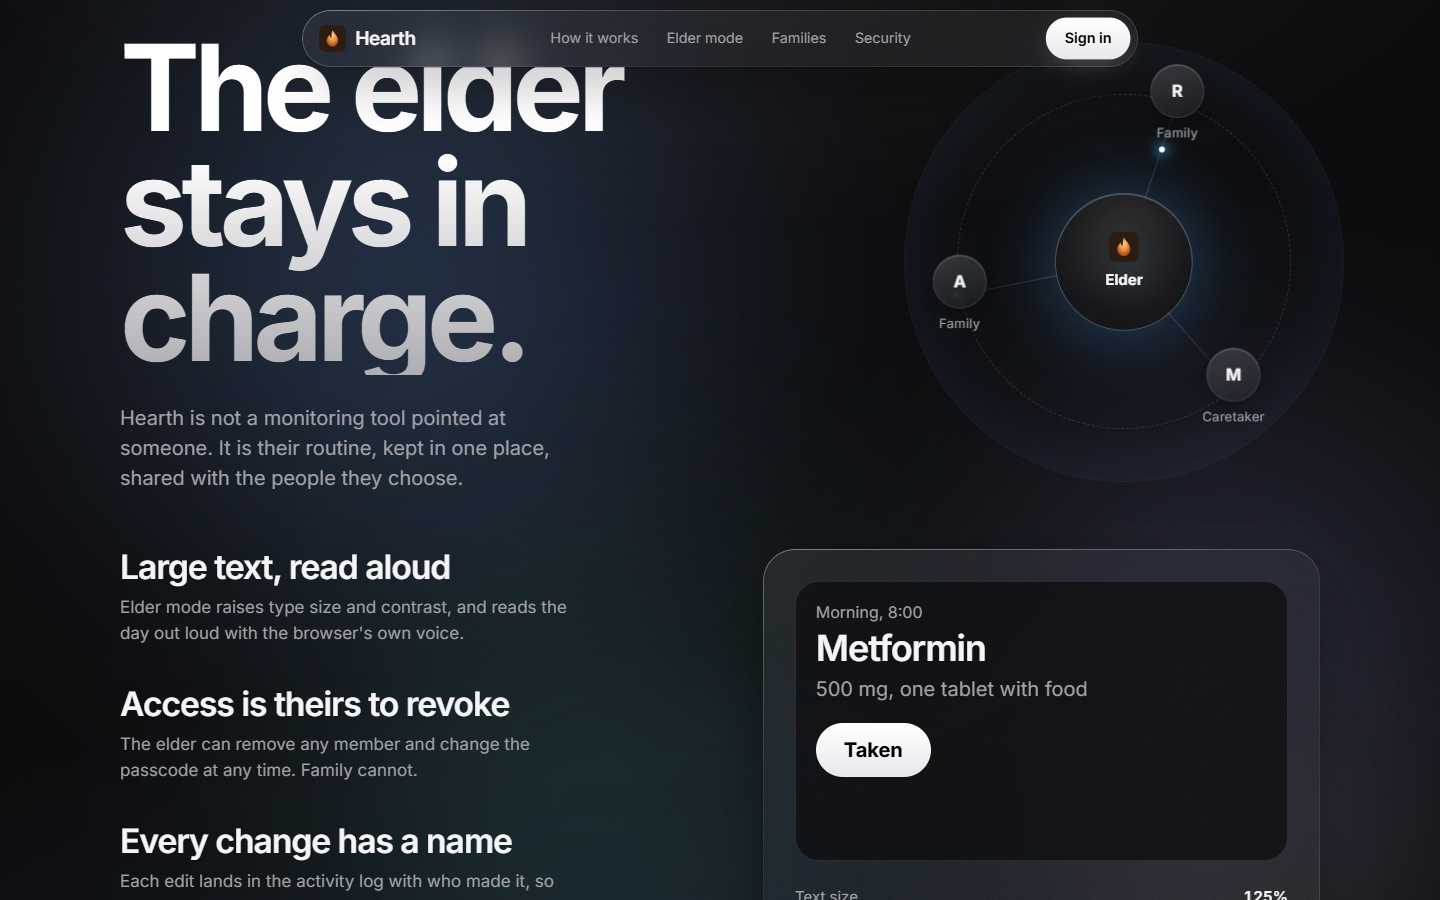 Hearth
How it works
Elder mode
Families
Security
Sign in
The elder
stays in
charge.
Hearth is not a monitoring tool pointed at
someone. It is their routine, kept in one place,
shared with the people they choose.
R
Family
Elder
A
Family
M
Caretaker
Large text, read aloud
Elder mode raises type size and contrast, and reads the
day out loud with the browser's own voice.
Access is theirs to revoke
The elder can remove any member and change the
passcode at any time. Family cannot.
Every change has a name
Each edit lands in the activity log with who made it, so
Morning, 8:00
Metformin
500 mg, one tablet with food
Taken
Text size
125%